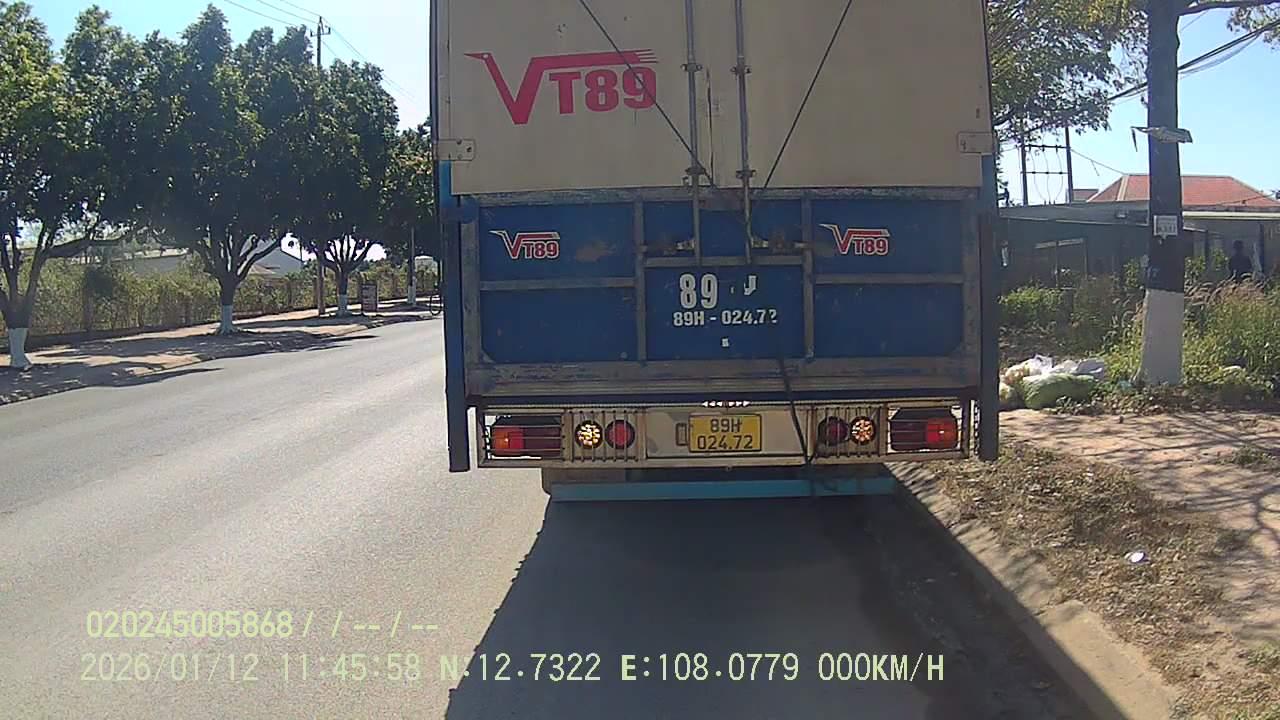 VT89
VT89
VT89
89
89H - 024.72
89H
024.72
020245005868 / / -- / --
2026/01/12 11:45:58 N:12.7322 E:108.0779 000KM/H